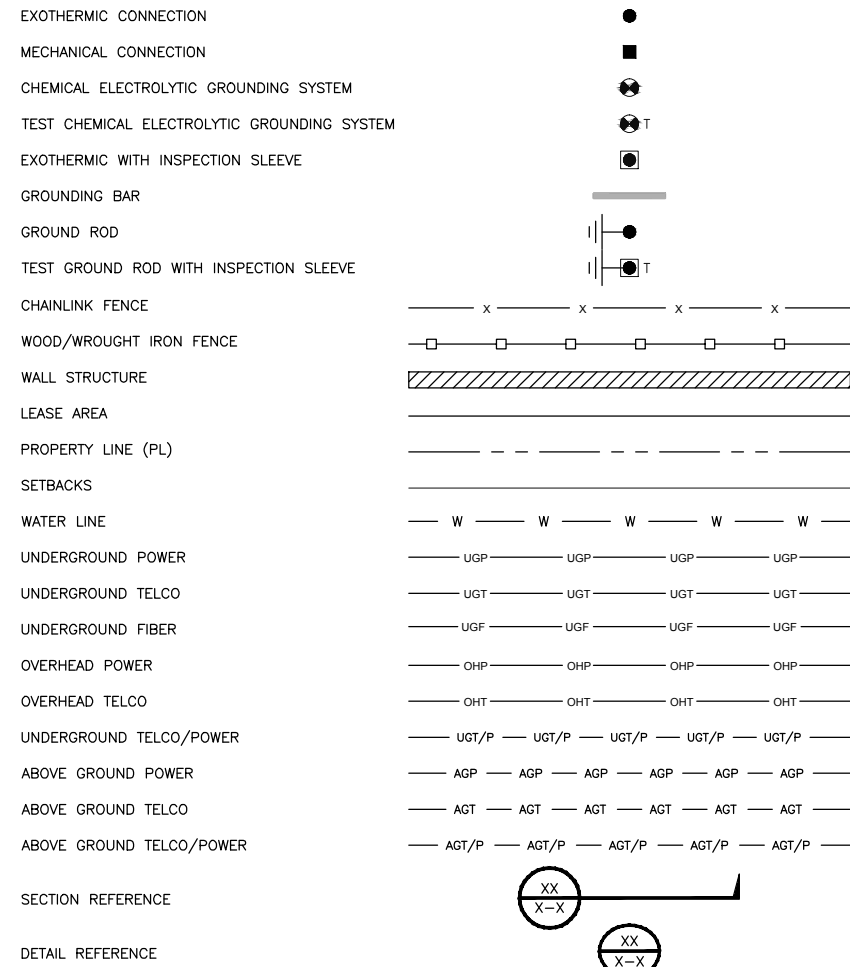 EXOTHERMIC CONNECTION
MECHANICAL CONNECTION
CHEMICAL ELECTROLYTIC GROUNDING SYSTEM
TEST CHEMICAL ELECTROLYTIC GROUNDING SYSTEM T
EXOTHERMIC WITH INSPECTION SLEEVE
GROUNDING BAR
GROUND ROD
TEST GROUND ROD WITH INSPECTION SLEEVE T
CHAINLINK FENCE X X X X
WOOD/WROUGHT IRON FENCE
WALL STRUCTURE
LEASE AREA
PROPERTY LINE (PL)
SETBACKS
WATER LINE W W W W W
UNDERGROUND POWER UGP UGP UGP UGP
UNDERGROUND TELCO UGT UGT UGT UGT
UNDERGROUND FIBER UGF UGF UGF UGF
OVERHEAD POWER OHP OHP OHP OHP
OVERHEAD TELCO OHT OHT OHT OHT
UNDERGROUND TELCO/POWER UGT/P UGT/P UGT/P UGT/P UGT/P
ABOVE GROUND POWER AGP AGP AGP AGP AGP AGP
ABOVE GROUND TELCO AGT AGT AGT AGT AGT AGT
ABOVE GROUND TELCO/POWER AGT/P AGT/P AGT/P AGT/P AGT/P
XX
SECTION REFERENCE X-X
XX
DETAIL REFERENCE X-X